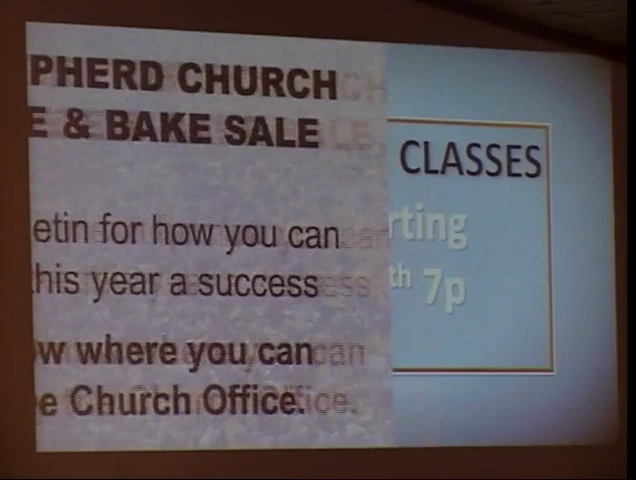 PHERD CHURCH
E & BAKE SALE
etin for how you can
his year a success
w where you can
e Church Office.
CLASSES
rting
th 7p